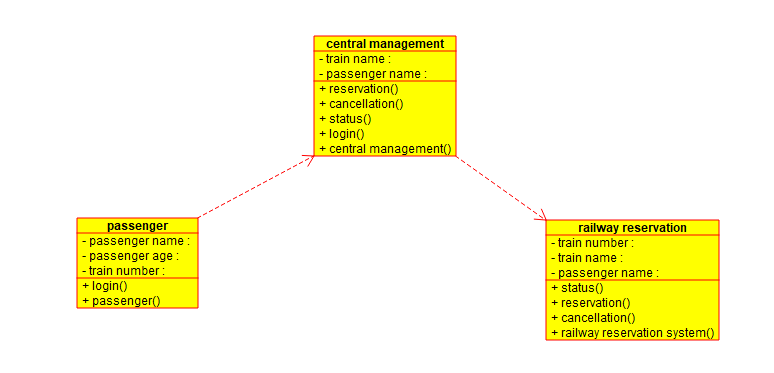 central management
- train name :
- passenger name :
+ reservation()
+ cancellation()
+ status()
+ login()
+ central management()
passenger
- passenger name :
- passenger age :
- train number :
+ login()
+ passenger()
railway reservation
- train number :
- train name :
- passenger name :
+ status()
+ reservation()
+ cancellation()
+ railway reservation system()